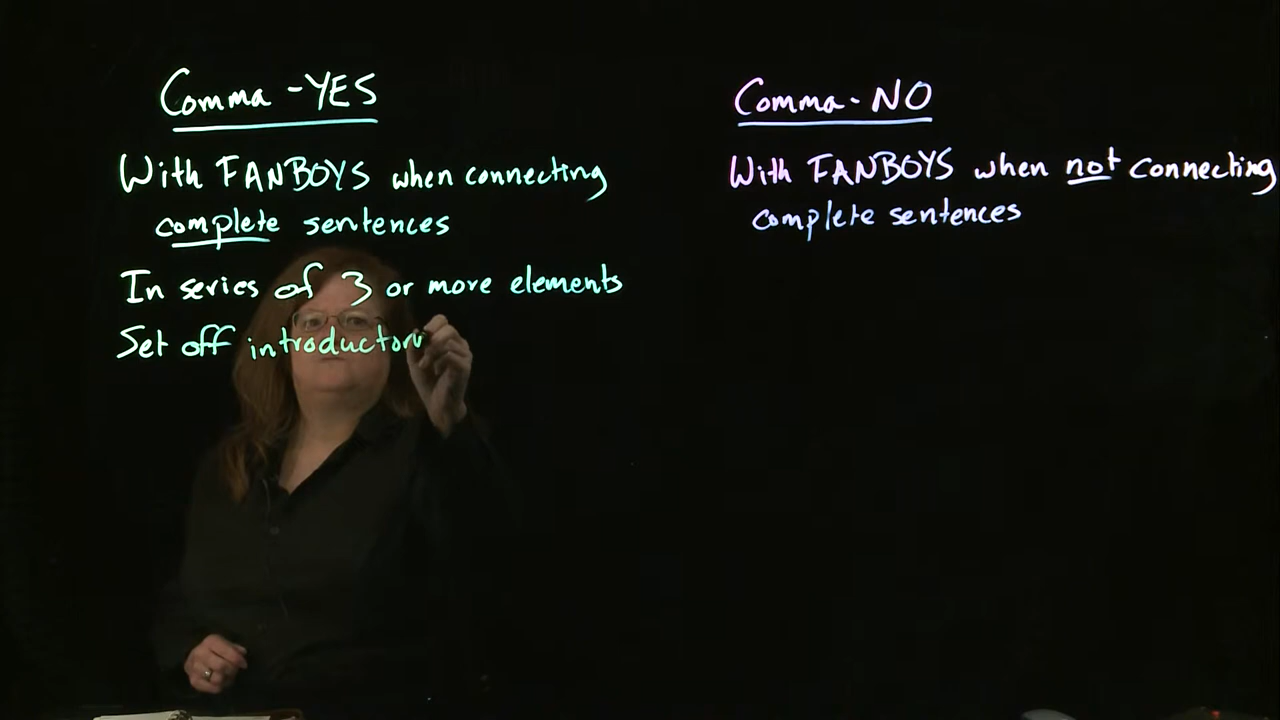 Comma - YES
With FANBOYS when connecting
complete sentences
In series of 3 or more elements
Set off introductor
Comma - NO
With FANBOYS when not connecting
complete sentences